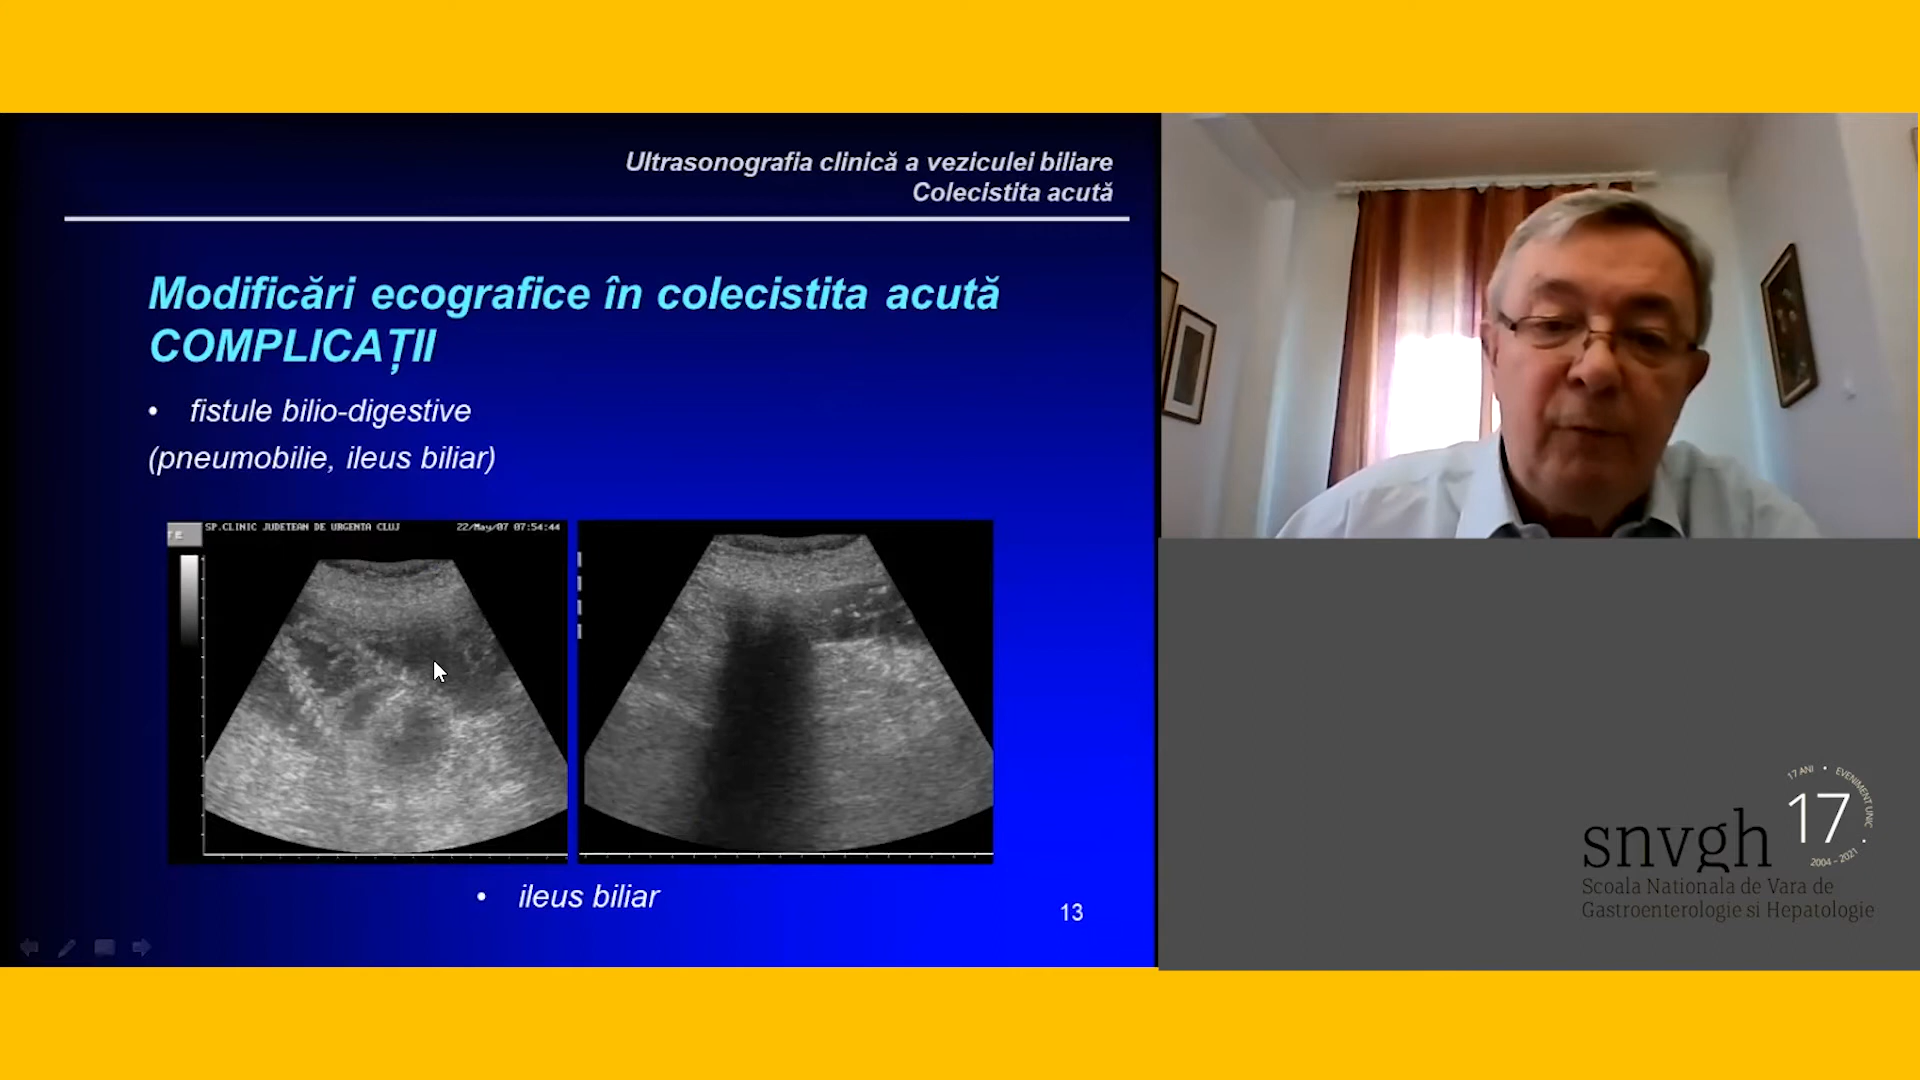 Ultrasonografia clinică a veziculei biliare
Colecistita acută
Modificări ecografice în colecistita acută
COMPLICAȚII
• fistule bilio-digestive
(pneumobilie, ileus biliar)
TE
SP.CLINIC JUDETEAN DE URGENTA CLUJ 22/May/07 07:54:44
• ileus biliar
13
17 ANI • EVENIMENT UNIC •
17
2004 - 2021
snvgh
Scoala Nationala de Vara de
Gastroenterologie si Hepatologie